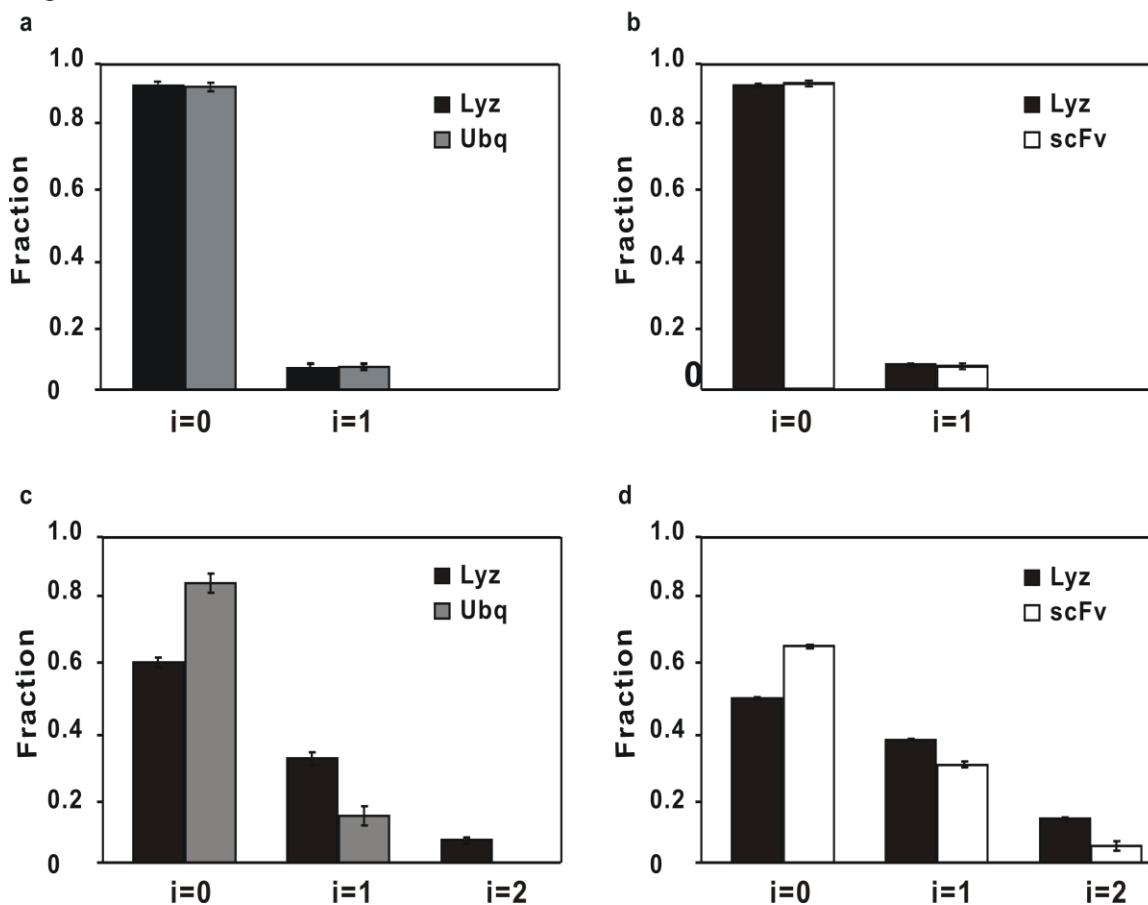 a
1.0
0.8
0.6
0.4
0.2
0
Fraction
Lyz
Ubq
i=0 i=1
b
1.0
0.8
0.6
0.4
0.2
0
Fraction
Lyz
scFv
i=0 i=1
c
1.0
0.8
0.6
0.4
0.2
0
Fraction
Lyz
Ubq
i=0 i=1 i=2
d
1.0
0.8
0.6
0.4
0.2
0
Fraction
Lyz
scFv
i=0 i=1 i=2